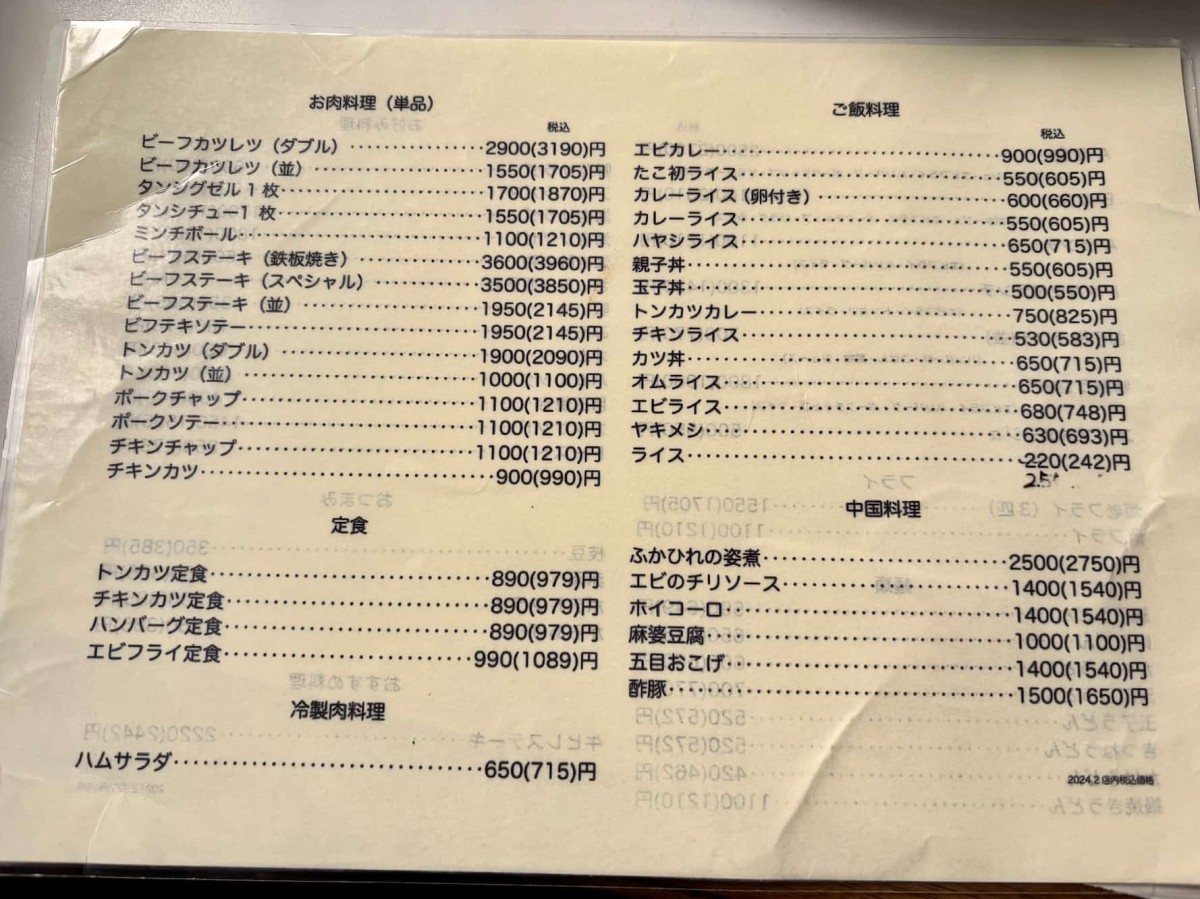 お肉料理（単品）
税込
ビーフカツレツ（ダブル）‥‥‥‥‥‥2900(3190)円
ビーフカツレツ（並）‥‥‥‥‥‥1550(1705)円
タンシグゼル１枚‥‥‥‥‥‥1700(1870)円
タンシチュー１枚‥‥‥‥‥‥1550(1705)円
ミンチボール‥‥‥‥‥‥1100(1210)円
ビーフステーキ（鉄板焼き）‥‥‥‥‥‥3600(3960)円
ビーフステーキ（スペシャル）‥‥‥‥‥‥3500(3850)円
ビーフステーキ（並）‥‥‥‥‥‥1950(2145)円
ビフテキソテー‥‥‥‥‥‥1950(2145)円
トンカツ（ダブル）‥‥‥‥‥‥1900(2090)円
トンカツ（並）‥‥‥‥‥‥1000(1100)円
ポークチャップ‥‥‥‥‥‥1100(1210)円
ポークソテー‥‥‥‥‥‥1100(1210)円
チキンチャップ‥‥‥‥‥‥1100(1210)円
チキンカツ‥‥‥‥‥‥900(990)円
定食
トンカツ定食‥‥‥‥‥‥890(979)円
チキンカツ定食‥‥‥‥‥‥890(979)円
ハンバーグ定食‥‥‥‥‥‥890(979)円
エビフライ定食‥‥‥‥‥‥990(1089)円
冷製肉料理
ハムサラダ‥‥‥‥‥‥650(715)円
ご飯料理
税込
エビカレー‥‥‥‥‥‥900(990)円
たこ初ライス‥‥‥‥‥‥550(605)円
カレーライス（卵付き）‥‥‥‥‥‥600(660)円
カレーライス‥‥‥‥‥‥550(605)円
ハヤシライス‥‥‥‥‥‥650(715)円
親子丼‥‥‥‥‥‥550(605)円
玉子丼‥‥‥‥‥‥500(550)円
トンカツカレー‥‥‥‥‥‥750(825)円
チキンライス‥‥‥‥‥‥530(583)円
カツ丼‥‥‥‥‥‥650(715)円
オムライス‥‥‥‥‥‥650(715)円
エビライス‥‥‥‥‥‥680(748)円
ヤキメシ‥‥‥‥‥‥630(693)円
ライス‥‥‥‥‥‥220(242)円
中国料理
ふかひれの姿煮‥‥‥‥‥‥2500(2750)円
エビのチリソース‥‥‥‥‥‥1400(1540)円
ホイコーロ‥‥‥‥‥‥1400(1540)円
麻婆豆腐‥‥‥‥‥‥1000(1100)円
五目おこげ‥‥‥‥‥‥1400(1540)円
酢豚‥‥‥‥‥‥1500(1650)円
2024.2 店内税込価格